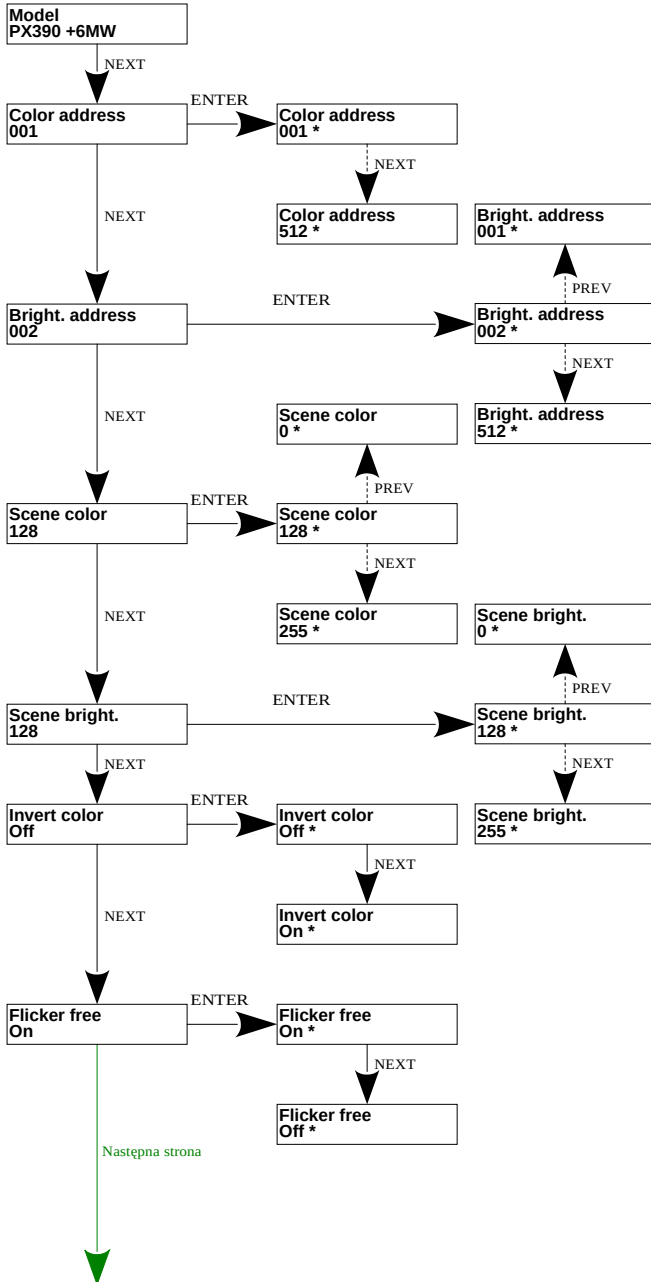 Model
PX390 +6MW
NEXT
Color address
001
ENTER
Color address
001 *
NEXT
Color address
512 *
NEXT
Bright. address
001 *
PREV
Bright. address
002
ENTER
Bright. address
002 *
NEXT
Bright. address
512 *
NEXT
Scene color
0 *
PREV
Scene color
128
ENTER
Scene color
128 *
NEXT
Scene color
255 *
NEXT
Scene bright.
0 *
PREV
Scene bright.
128
ENTER
Scene bright.
128 *
NEXT
Scene bright.
255 *
NEXT
Invert color
Off
ENTER
Invert color
Off *
NEXT
Invert color
On *
NEXT
Flicker free
On
ENTER
Flicker free
On *
NEXT
Flicker free
Off *
Następna strona